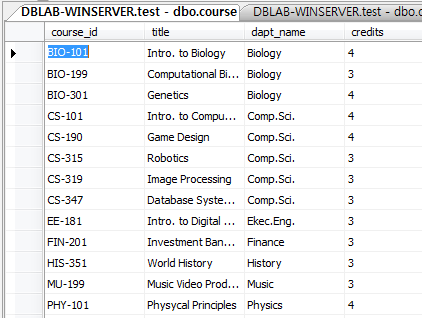 DBLAB-WINSERVER.test - dbo.course DBLAB-WINSERVER.test - dbo.c
course_id title dapt_name credits
BIO-101 Intro. to Biology Biology 4
BIO-199 Computational Bi... Biology 3
BIO-301 Genetics Biology 4
CS-101 Intro. to Compu... Comp.Sci. 4
CS-190 Game Design Comp.Sci. 4
CS-315 Robotics Comp.Sci. 3
CS-319 Image Processing Comp.Sci. 3
CS-347 Database Syste... Comp.Sci. 3
EE-181 Intro. to Digital ... Ekec.Eng. 3
FIN-201 Investment Ban... Finance 3
HIS-351 World History History 3
MU-199 Music Video Prod... Music 3
PHY-101 Physycal Principles Physics 4